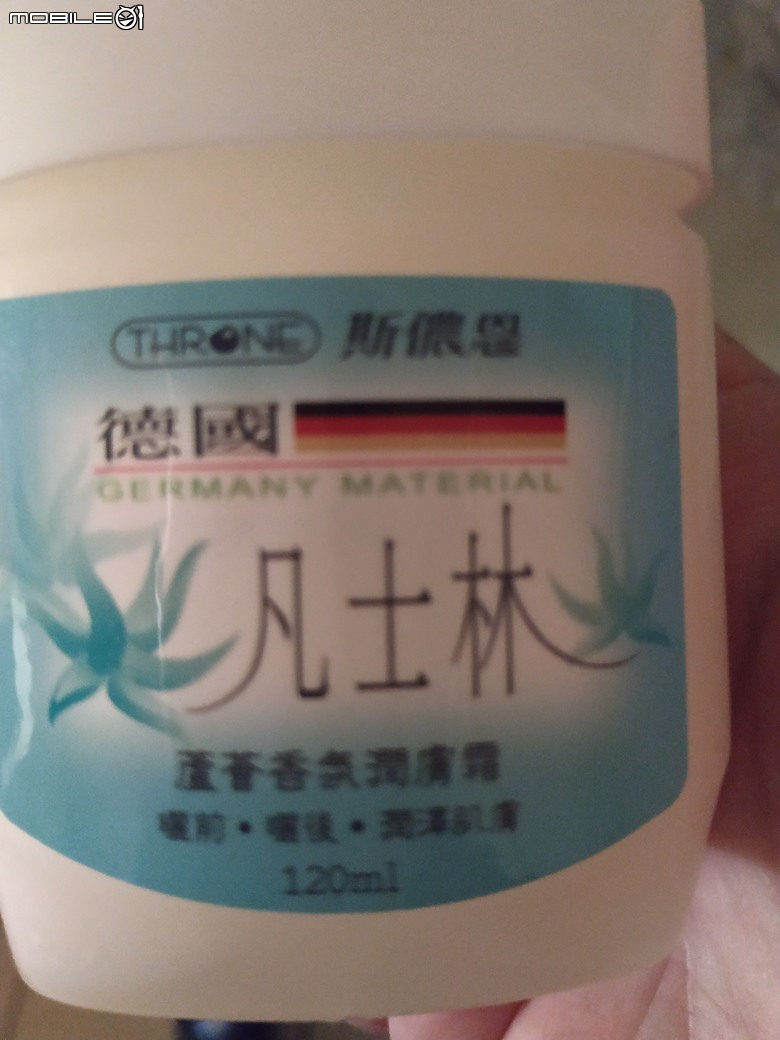 MOBILE01
THRONE 斯儂恩
德國
GERMANY MATERIAL
凡士林
蘆薈香氛潤膚霜
曬前•曬後•潤澤肌膚
120ml